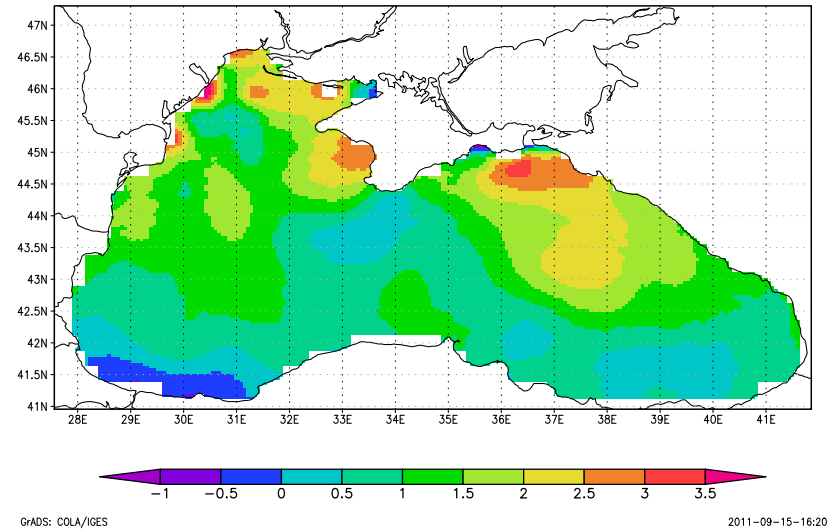 47N
46.5N
46N
45.5N
45N
44.5N
44N
43.5N
43N
42.5N
42N
41.5N
41N
28E 29E 30E 31E 32E 33E 34E 35E 36E 37E 38E 39E 40E 41E
-1 -0.5 0 0.5 1 1.5 2 2.5 3 3.5
GrADS: COLA/IGES 2011-09-15-16:20